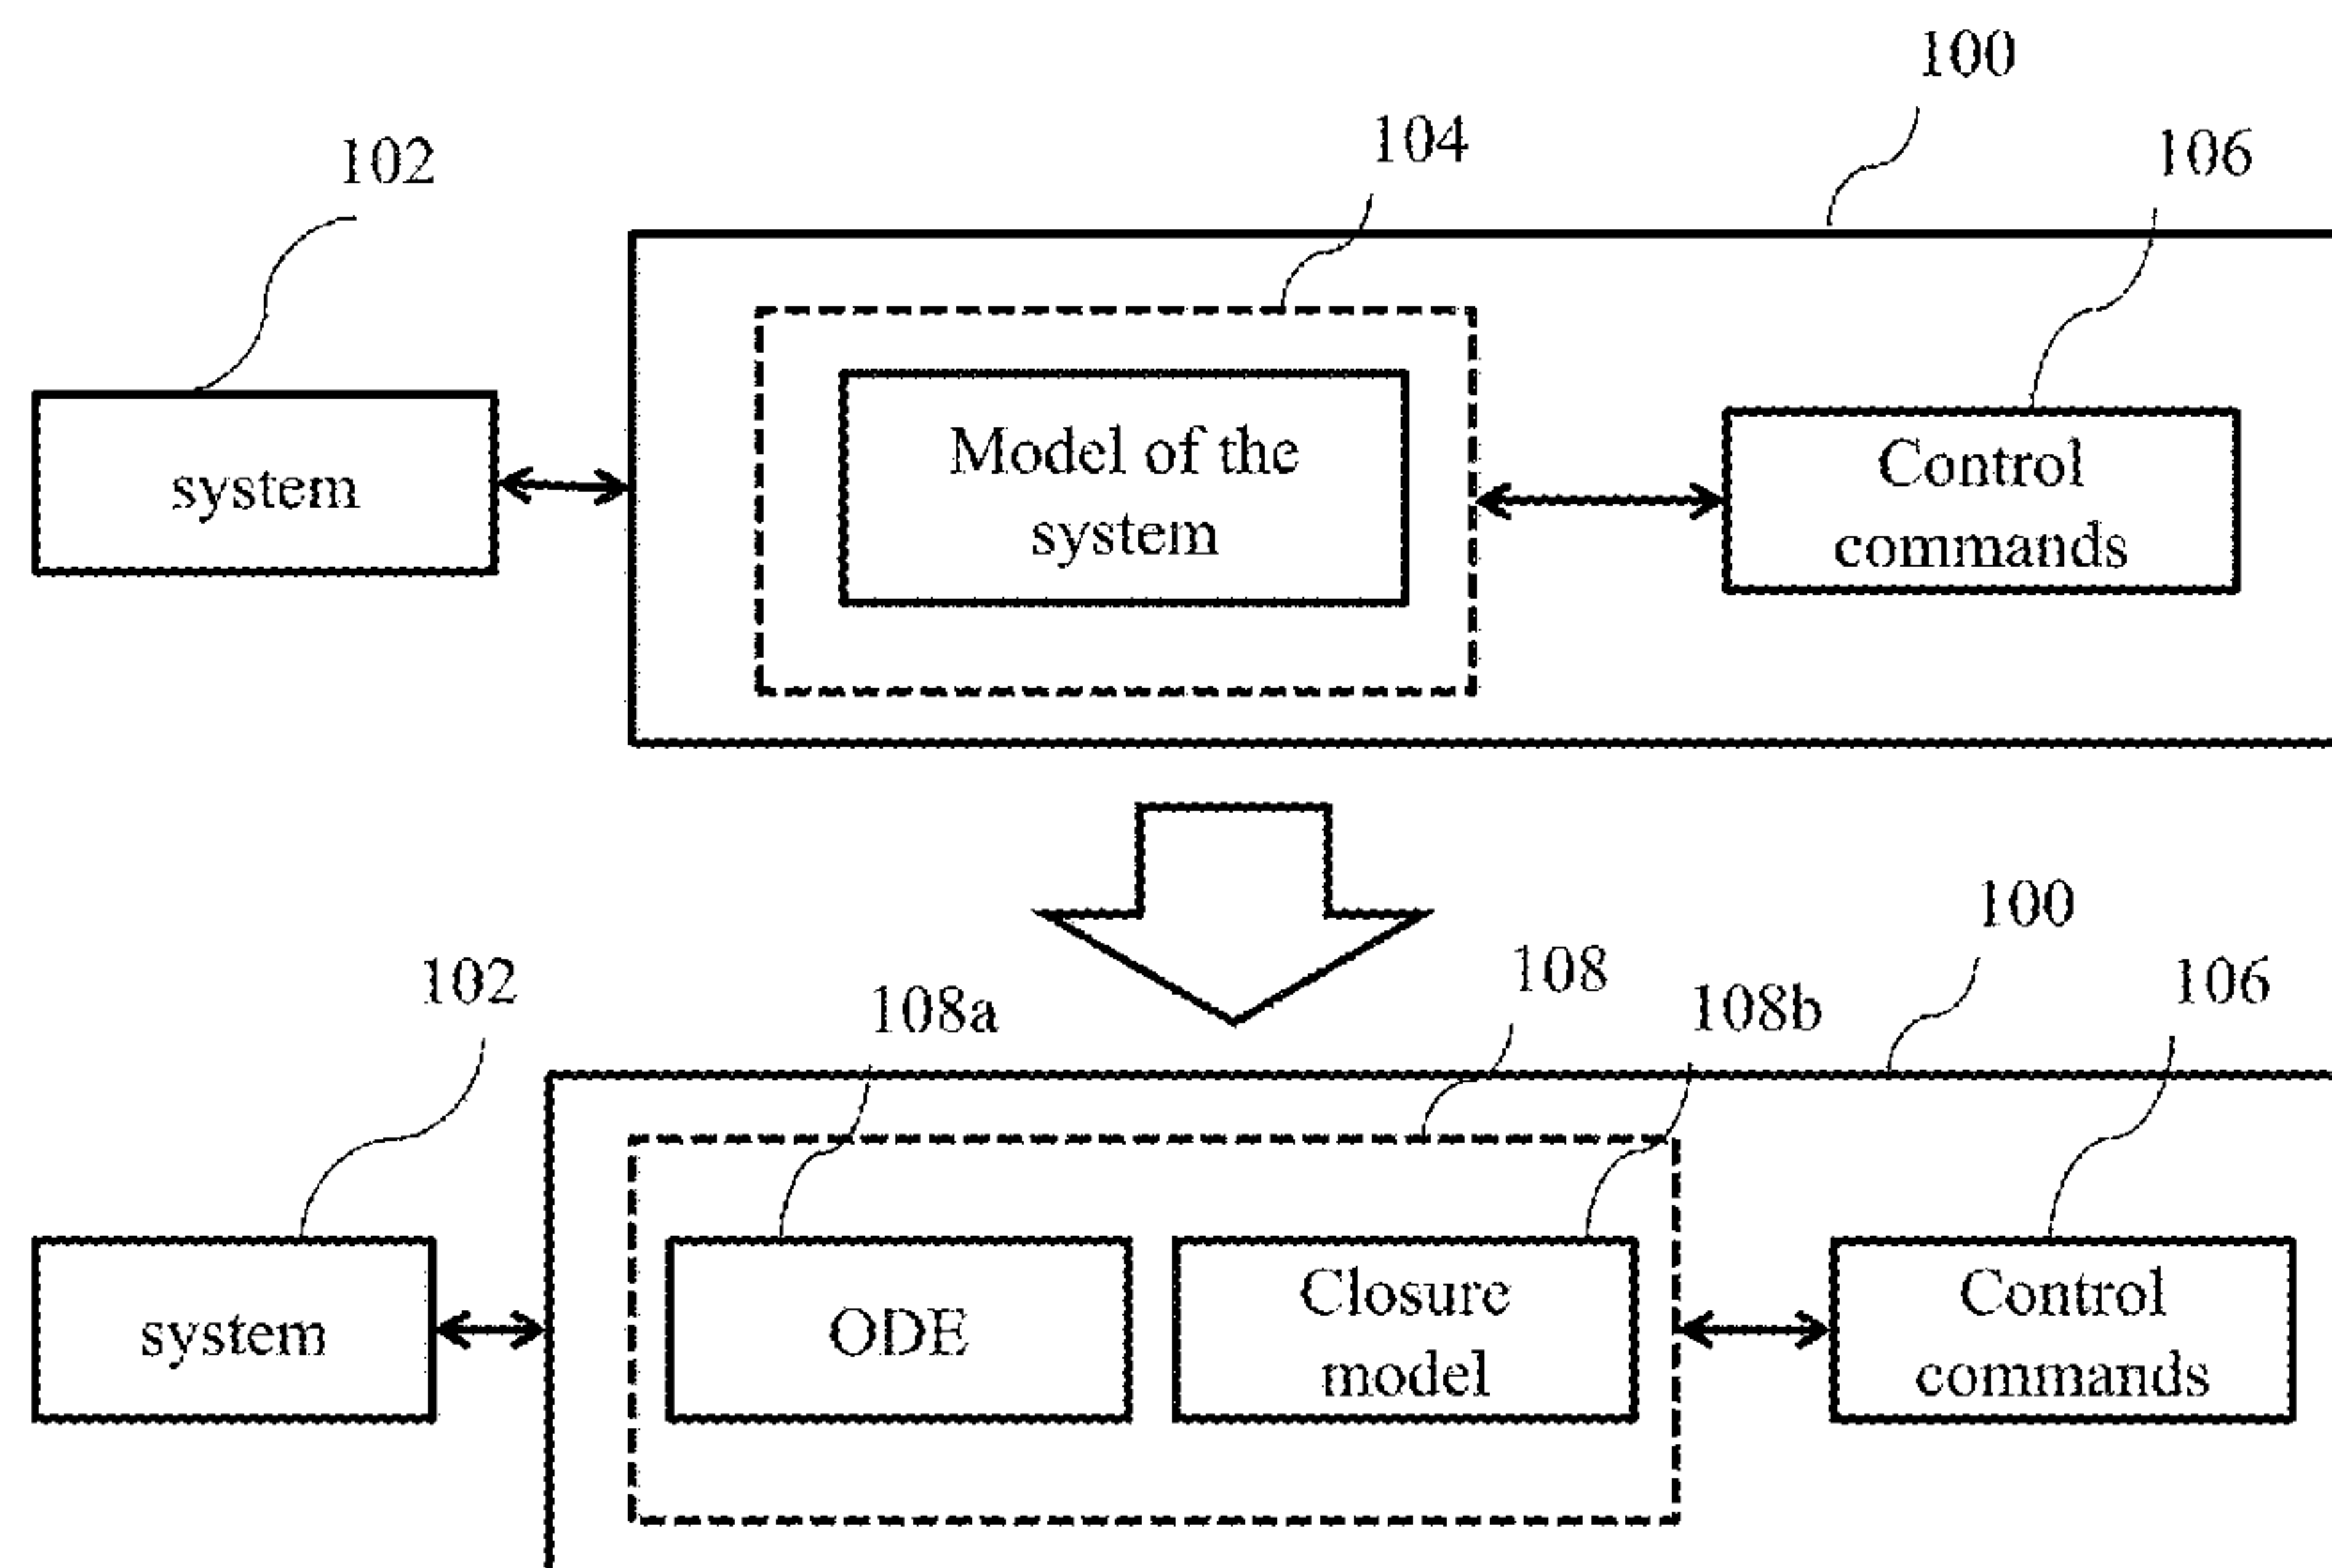 100
104
106
102
Model of the
system
Control
commands
system
100
108
106
102
108a
108b
Closure
model
Control
commands
ODE
system